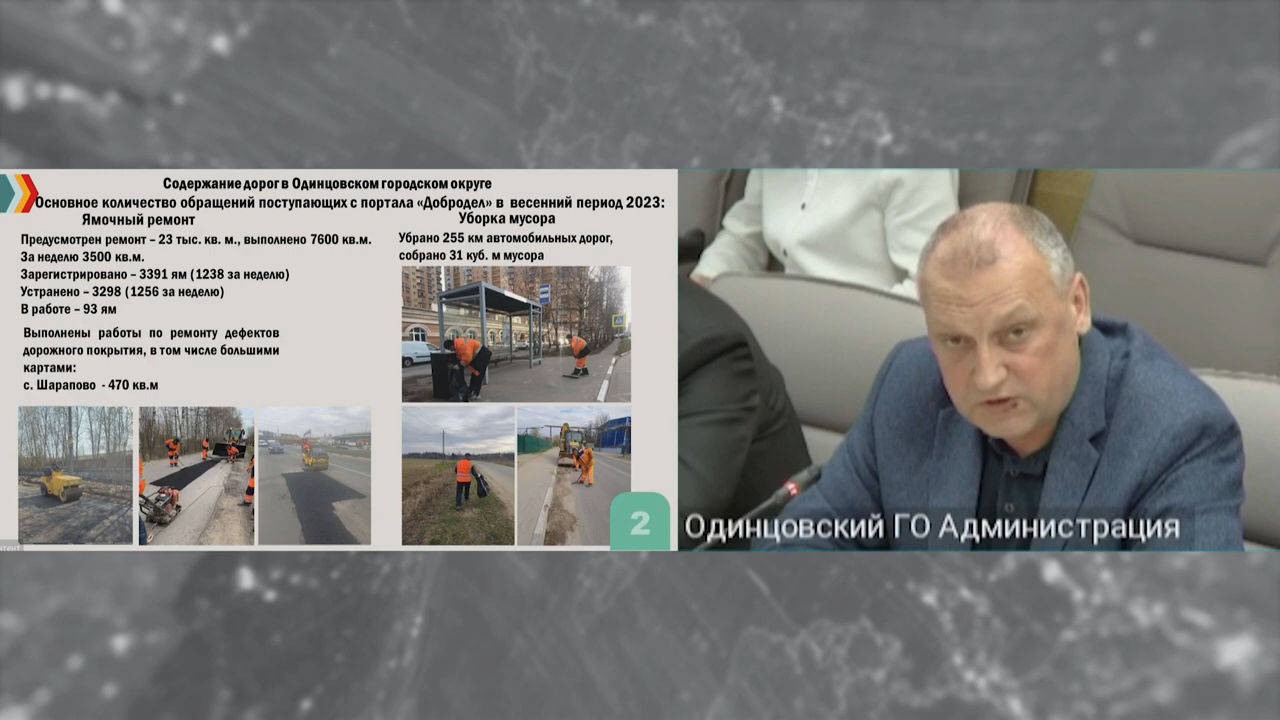 Содержание дорог в Одинцовском городском округе
Основное количество обращений поступающих с портала «Добродел» в весенний период 2023:
Ямочный ремонт
Предусмотрен ремонт – 23 тыс. кв. м., выполнено 7600 кв.м.
За неделю 3500 кв.м.
Зарегистрировано – 3391 ям (1238 за неделю)
Устранено – 3298 (1256 за неделю)
В работе – 93 ям
Выполнены работы по ремонту дефектов
дорожного покрытия, в том числе большими
картами:
с. Шарапово - 470 кв.м
Уборка мусора
Убрано 255 км автомобильных дорог,
собрано 31 куб. м мусора
2
Одинцовский ГО Администрация